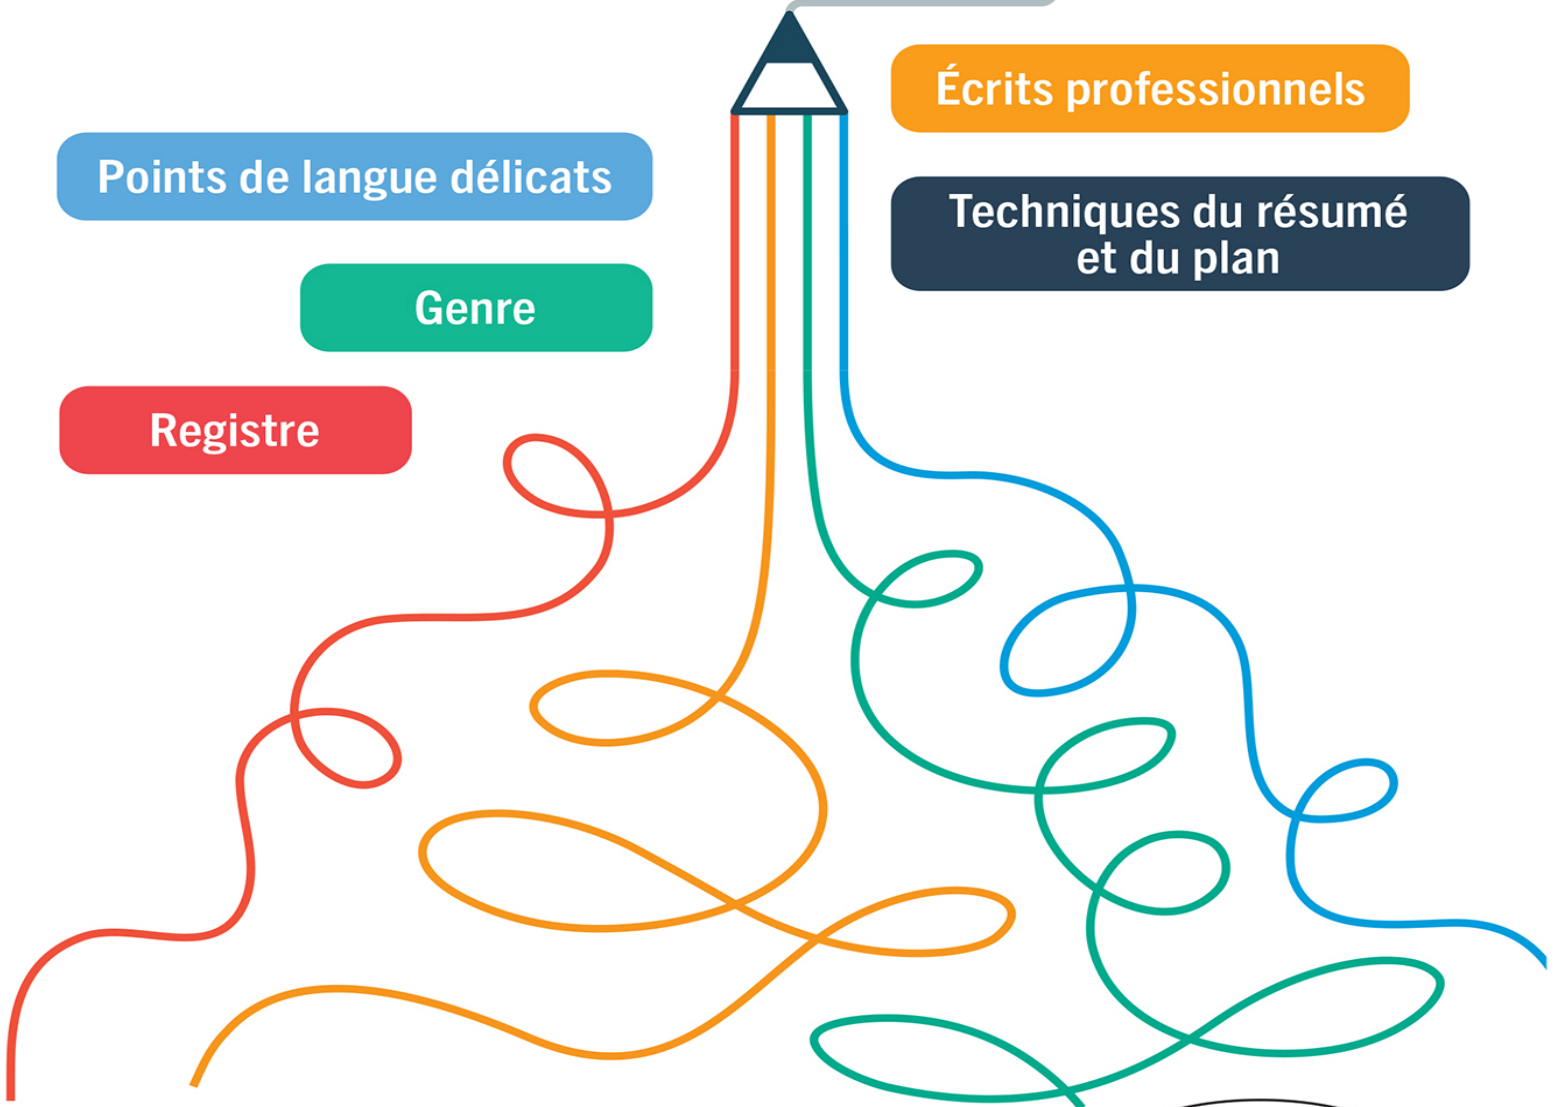 Points de langue délicats
Genre
Registre
Écrits professionnels
Techniques du résumé
et du plan